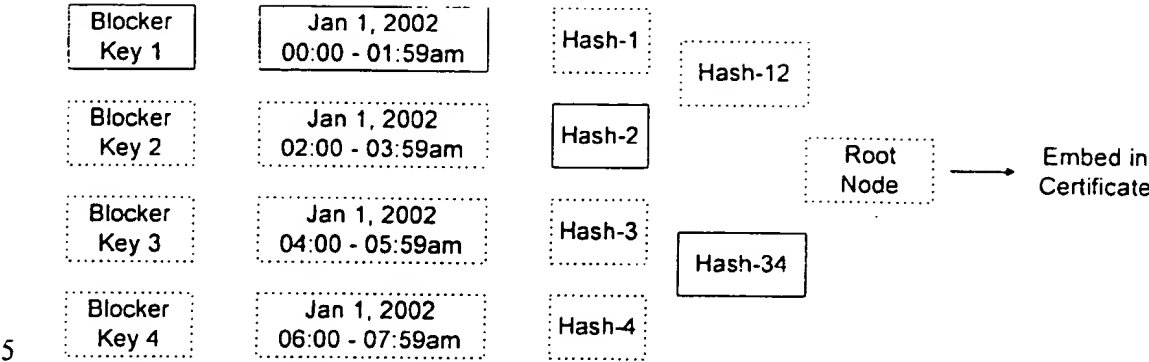 Blocker
Key 1
Jan 1, 2002
00:00 - 01:59am
Hash-1
Hash-12
Blocker
Key 2
Jan 1, 2002
02:00 - 03:59am
Hash-2
Root
Node
Embed in
Certificate
Blocker
Key 3
Jan 1, 2002
04:00 - 05:59am
Hash-3
Hash-34
Blocker
Key 4
Jan 1, 2002
06:00 - 07:59am
Hash-4
5